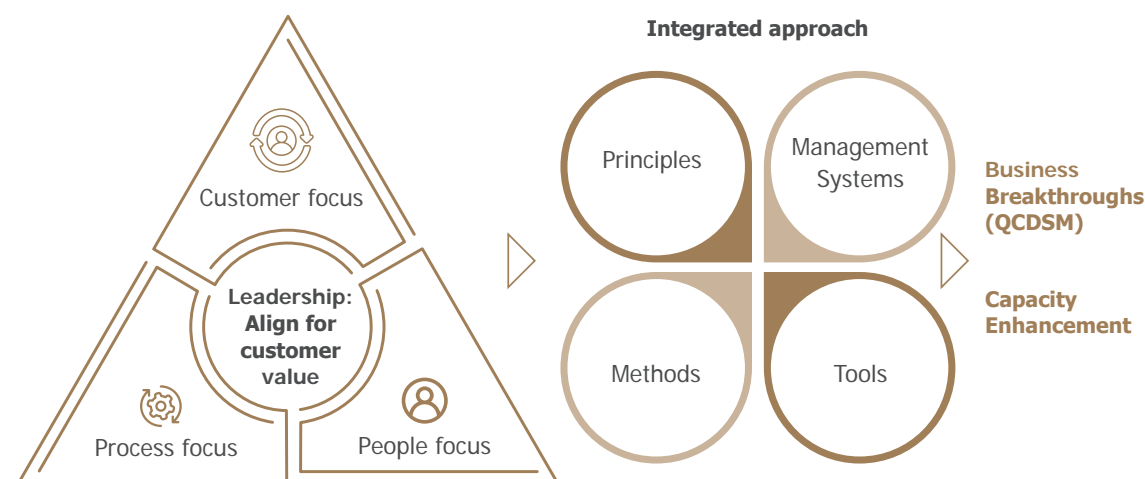 Integrated approach
Customer focus
Leadership:
Align for
customer
value
Process focus
People focus
Principles
Management
Systems
Methods
Tools
Business
Breakthroughs
(QCDSM)
Capacity
Enhancement